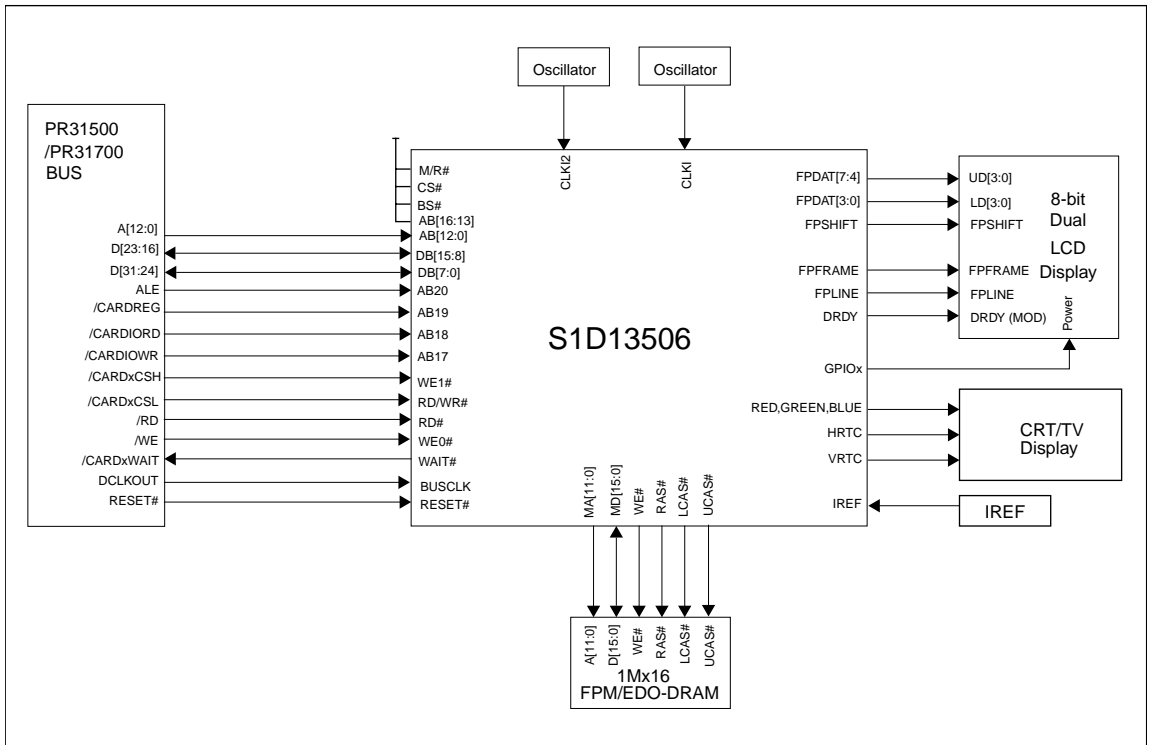 Oscillator
Oscillator
PR31500
/PR31700
BUS
A[12:0]
D[23:16]
D[31:24]
ALE
/CARDREG
/CARDIORD
/CARDIOWR
/CARDxCSH
/CARDxCSL
/RD
/WE
/CARDxWAIT
DCLKOUT
RESET#
M/R#
CS#
BS#
AB[16:13]
AB[12:0]
DB[15:8]
DB[7:0]
AB20
AB19
AB18
AB17
WE1#
RD/WR#
RD#
WE0#
WAIT#
BUSCLK
RESET#
CLKI2
CLKI
S1D13506
FPDAT[7:4]
FPDAT[3:0]
FPSHIFT
FPFRAME
FPLINE
DRDY
GPIOx
RED,GREEN,BLUE
HRTC
VRTC
IREF
UD[3:0]
LD[3:0]
FPSHIFT
FPFRAME
FPLINE
DRDY (MOD)
8-bit
Dual
LCD
Display
Power
CRT/TV
Display
IREF
MA[11:0]
MD[15:0]
WE#
RAS#
LCAS#
UCAS#
A[11:0]
D[15:0]
WE#
RAS#
LCAS#
UCAS#
1Mx16
FPM/EDO-DRAM